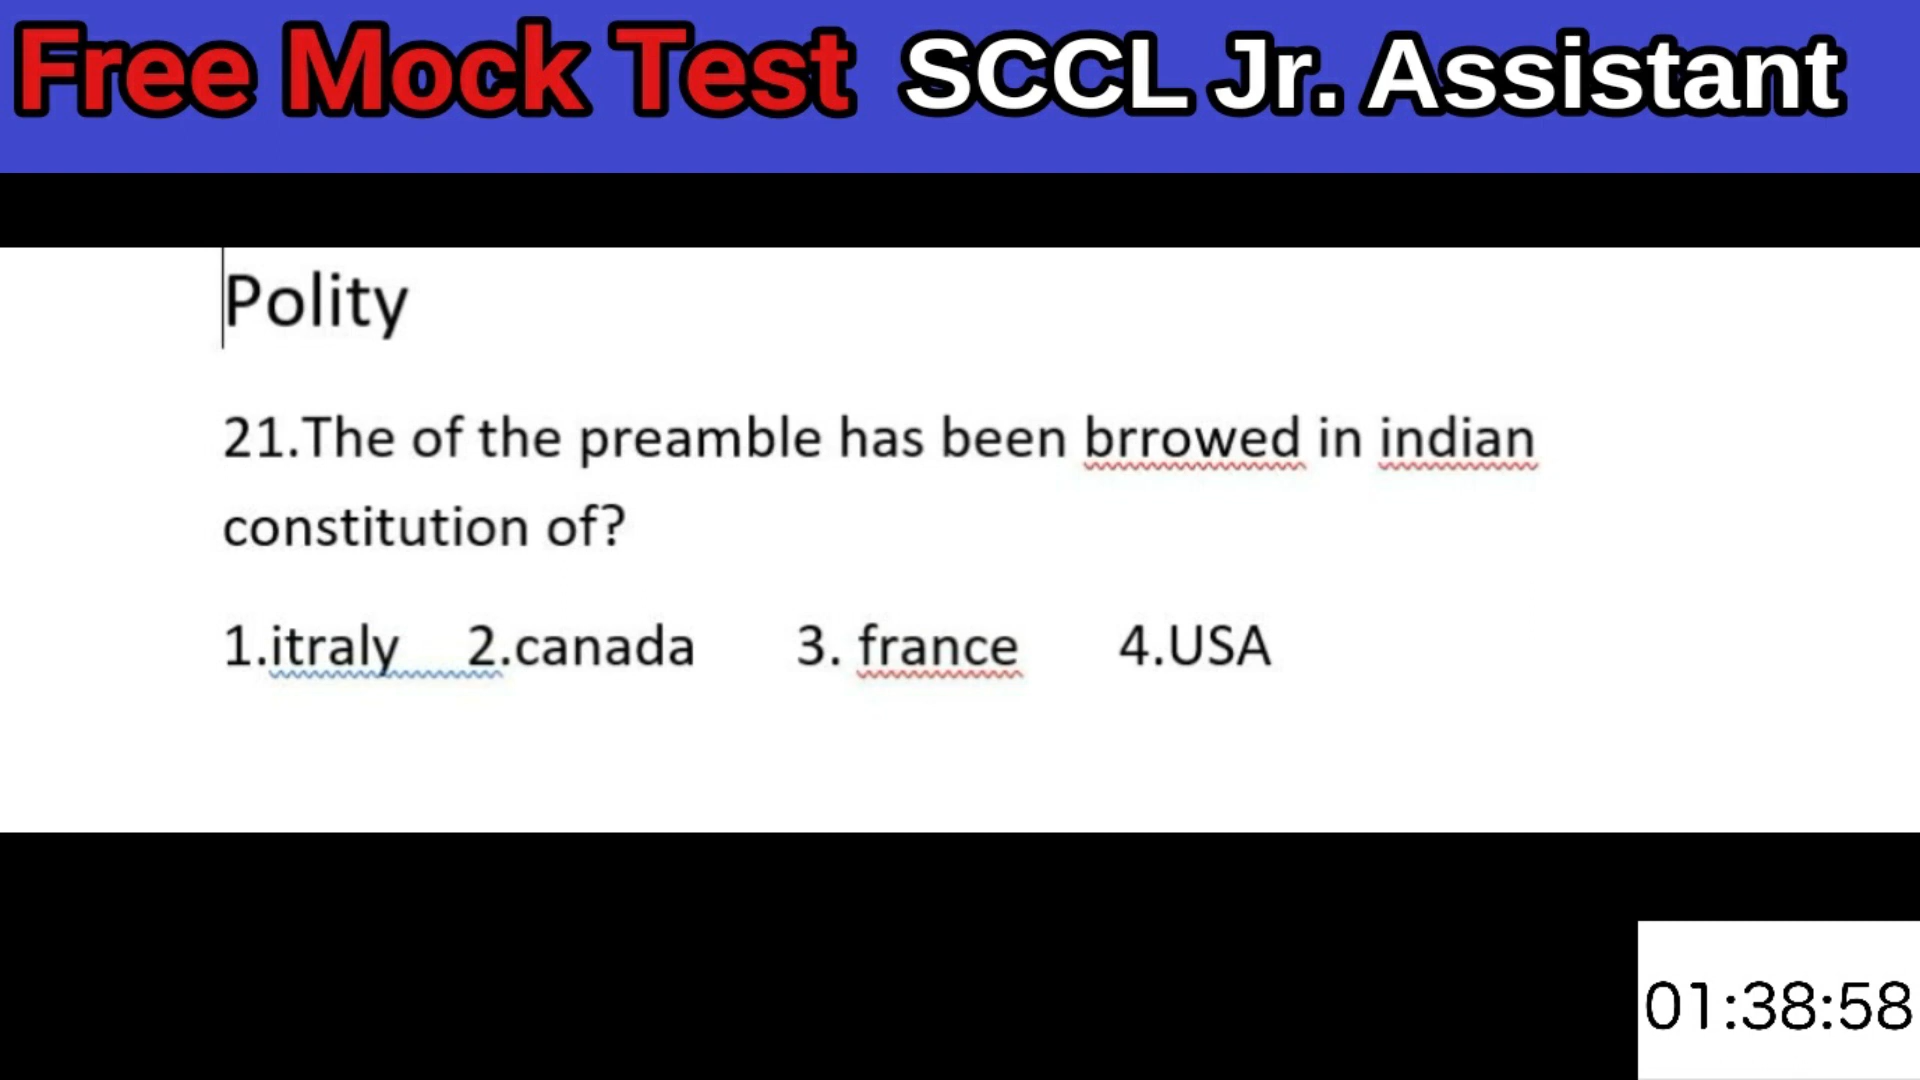 Free Mock Test SCCL Jr. Assistant
Polity
21.The of the preamble has been brrowed in indian
constitution of?
1.itraly 2.canada 3. france 4.USA
01:38:58